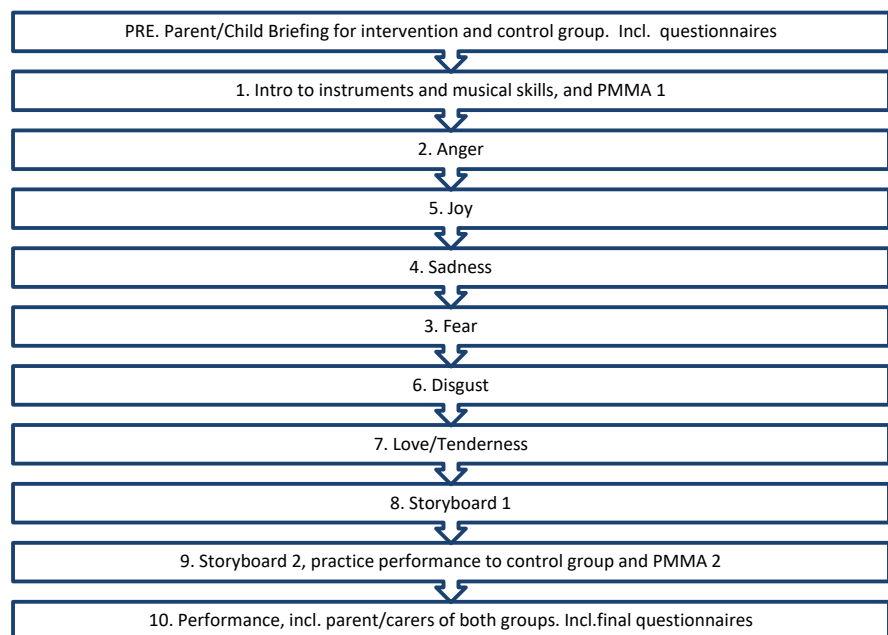 PRE. Parent/Child Briefing for intervention and control group.  Incl.  questionnaires
1. Intro to instruments and musical skills, and PMMA 1
2. Anger
5. Joy
4. Sadness
3. Fear
6. Disgust
7. Love/Tenderness
8. Storyboard 1
9. Storyboard 2, practice performance to control group and PMMA 2
10. Performance, incl. parent/carers of both groups. Incl.final questionnaires